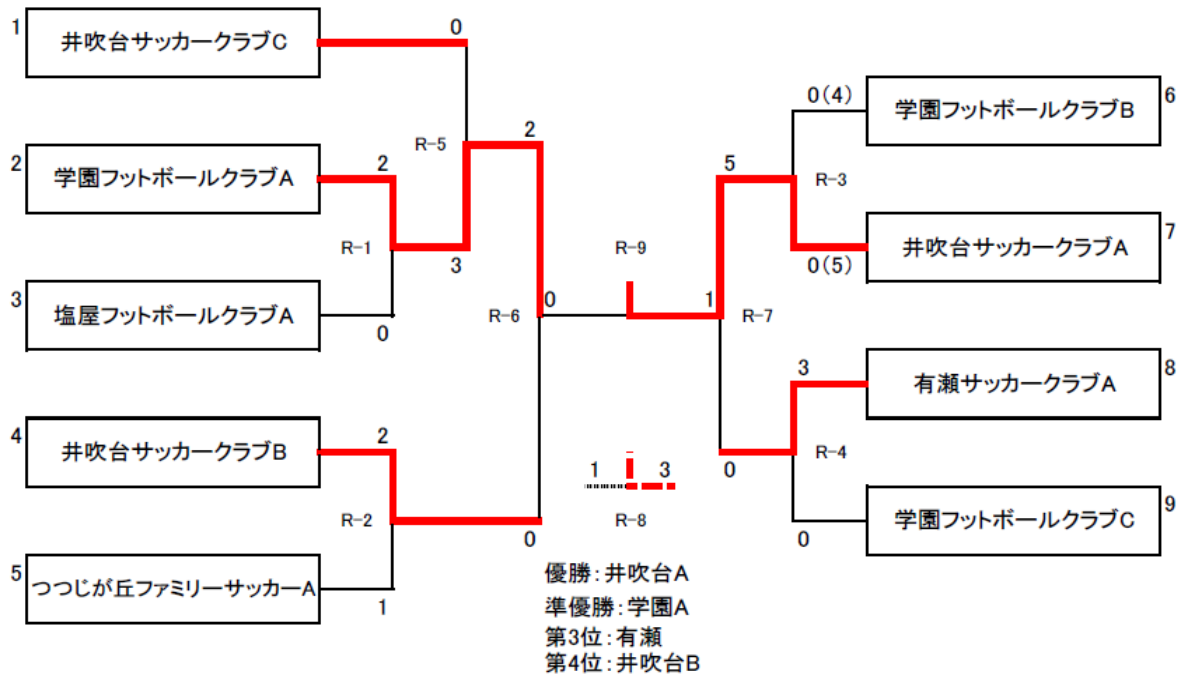 1
井吹台サッカークラブC
0
0(4)
学園フットボールクラブB
6
R-5
2
2
学園フットボールクラブA
2
5
R-3
R-1
3
R-9
0(5)
井吹台サッカークラブA
7
3
塩屋フットボールクラブA
0
R-6
0
1
R-7
3
有瀬サッカークラブA
8
4
井吹台サッカークラブB
2
1
3
0
R-4
R-2
0
R-8
0
学園フットボールクラブC
9
5
つつじが丘ファミリーサッカーA
1
優勝：井吹台A
準優勝：学園A
第3位：有瀬
第4位：井吹台B